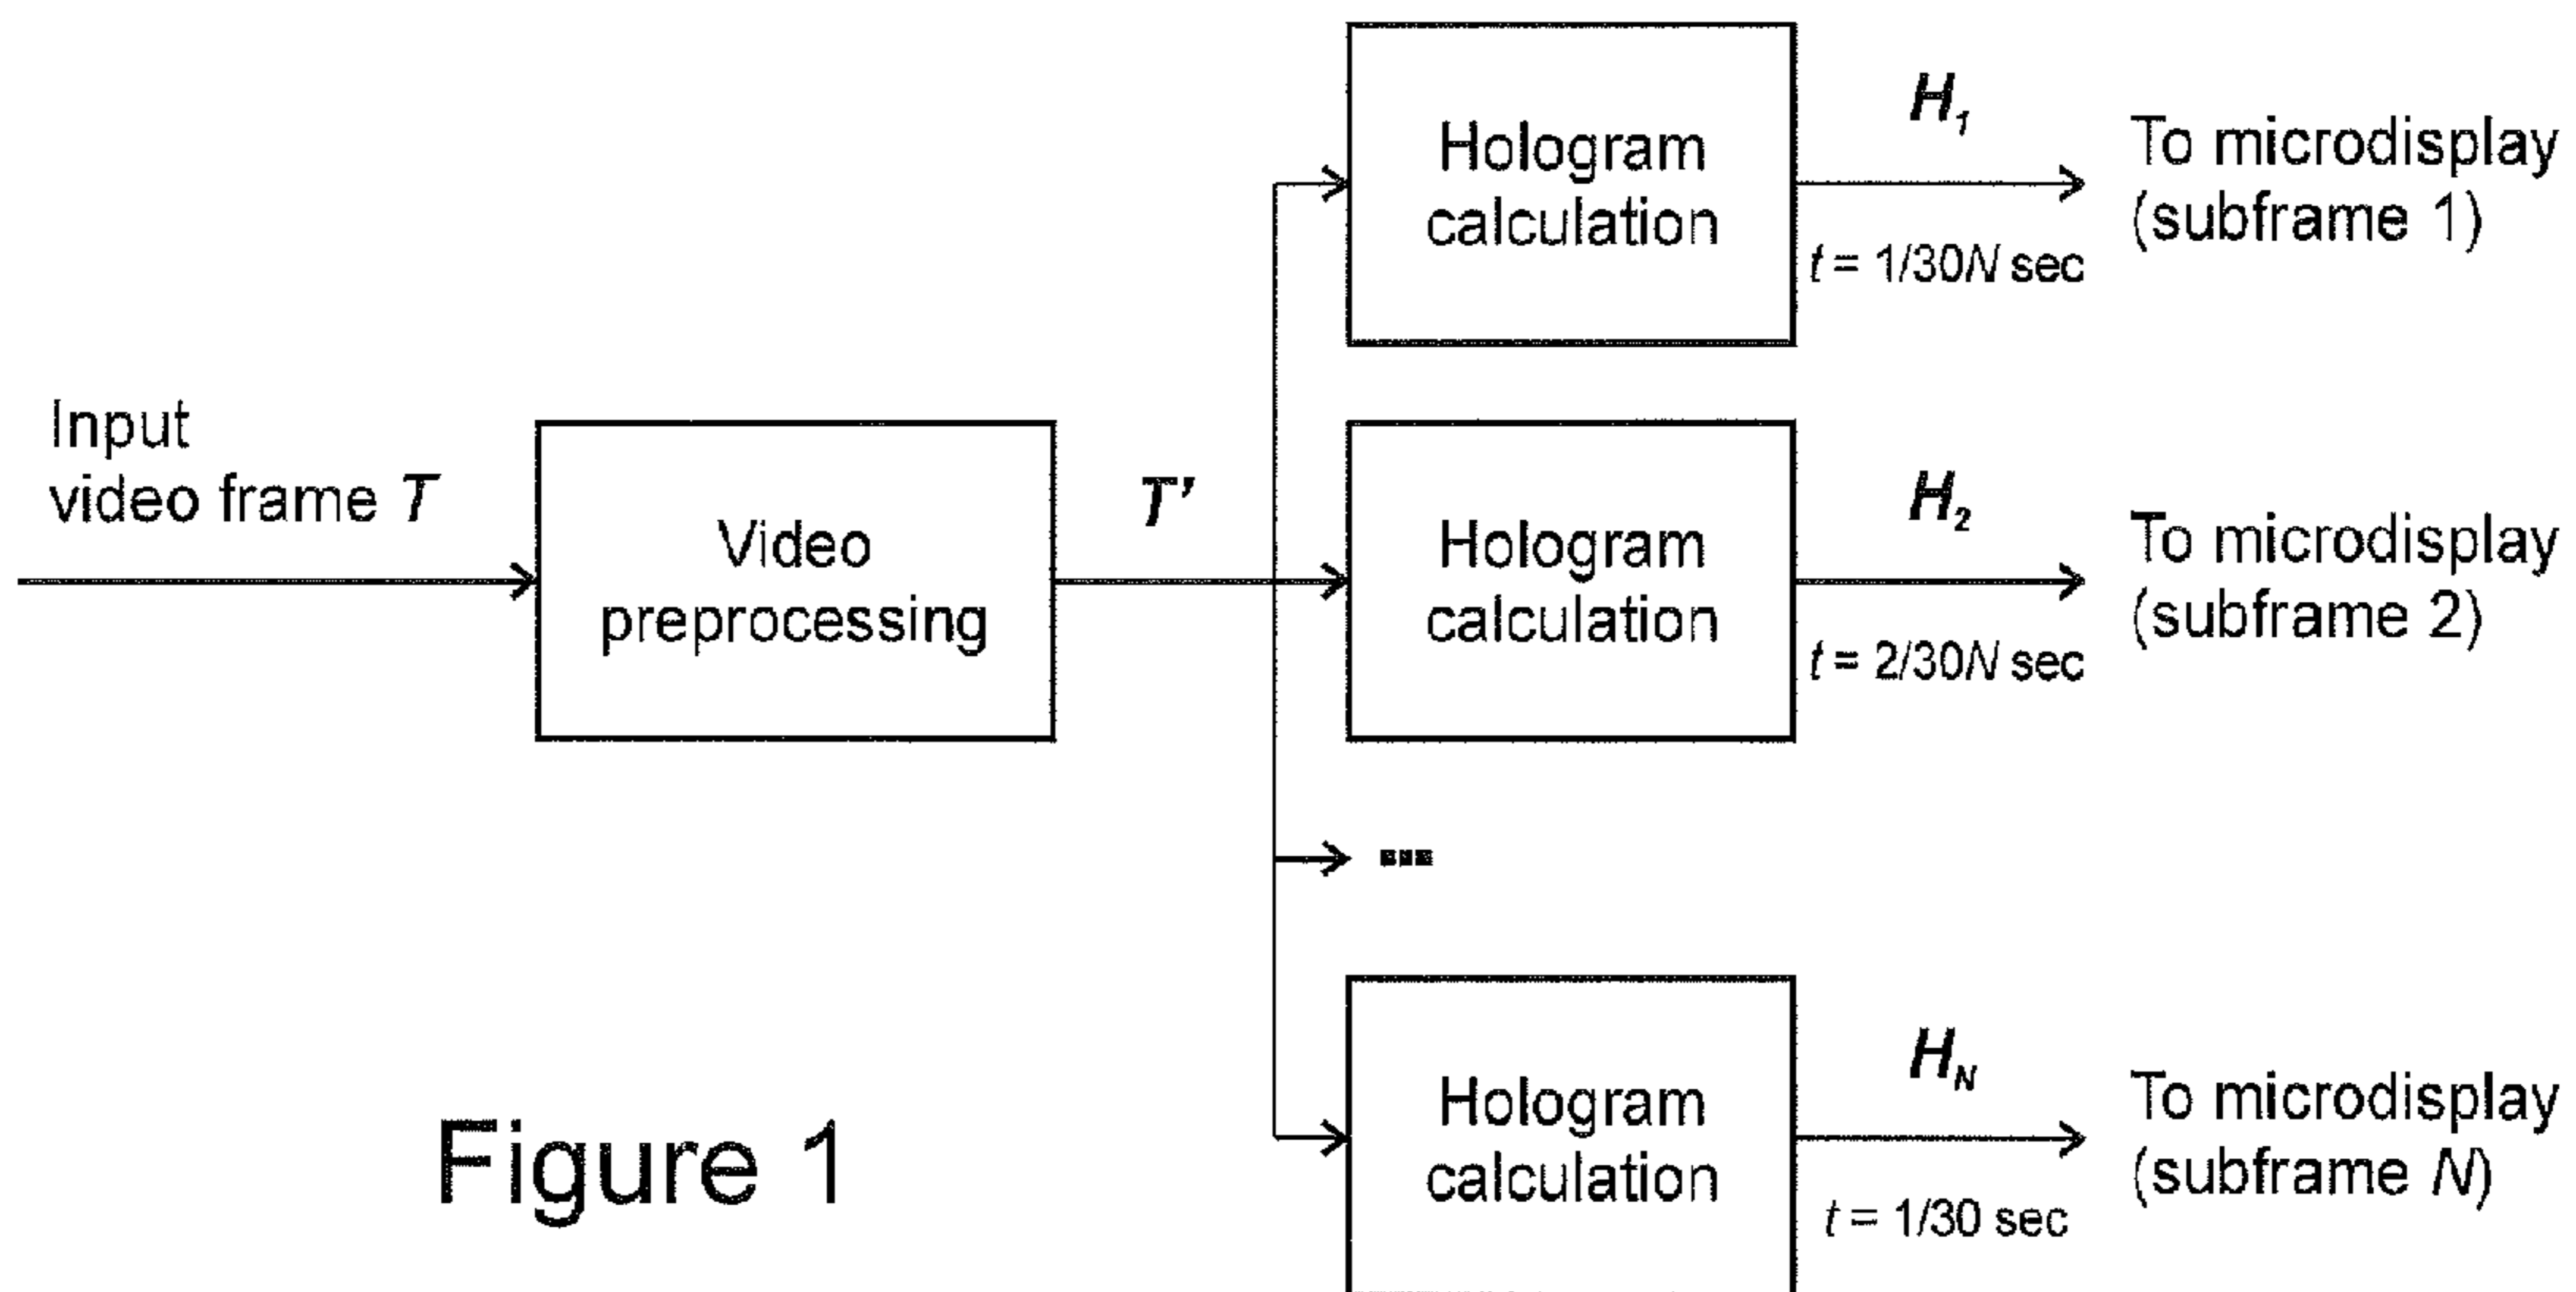 Input
video frame T
Video
preprocessing
T'
Hologram
calculation
H1
t = 1/30N sec
To microdisplay
(subframe 1)
Hologram
calculation
H2
t = 2/30N sec
To microdisplay
(subframe 2)
...
Hologram
calculation
HN
t = 1/30 sec
To microdisplay
(subframe N)
Figure 1